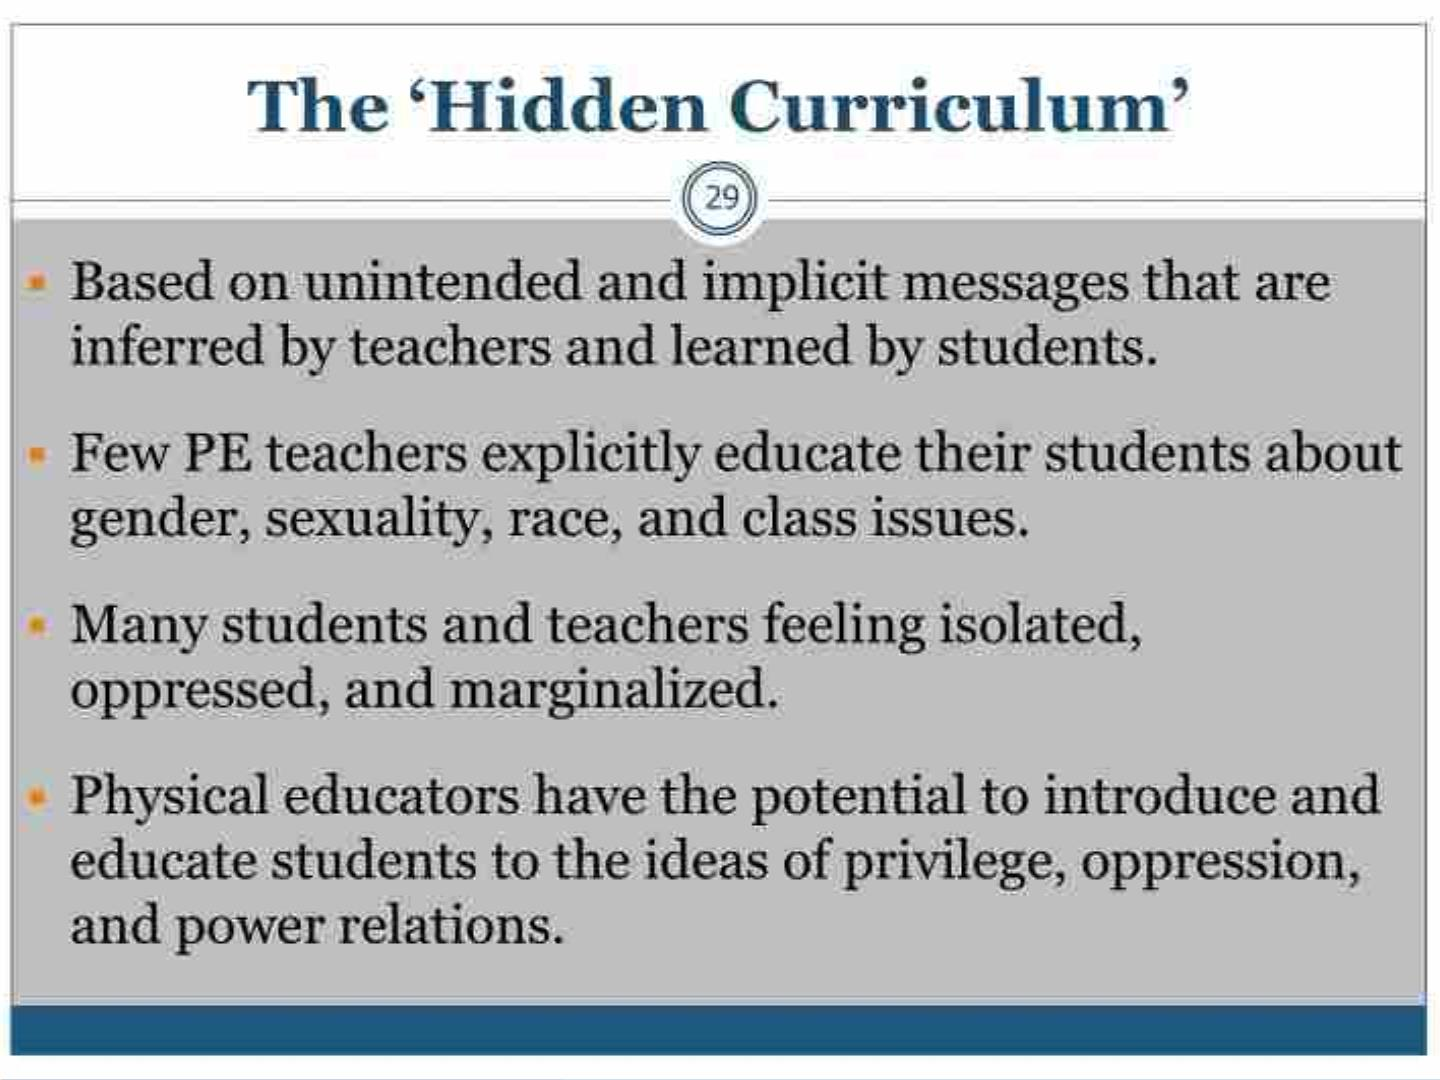 The ‘Hidden Curriculum’
29
▪ Based on unintended and implicit messages that are
inferred by teachers and learned by students.
▪ Few PE teachers explicitly educate their students about
gender, sexuality, race, and class issues.
▪ Many students and teachers feeling isolated,
oppressed, and marginalized.
▪ Physical educators have the potential to introduce and
educate students to the ideas of privilege, oppression,
and power relations.